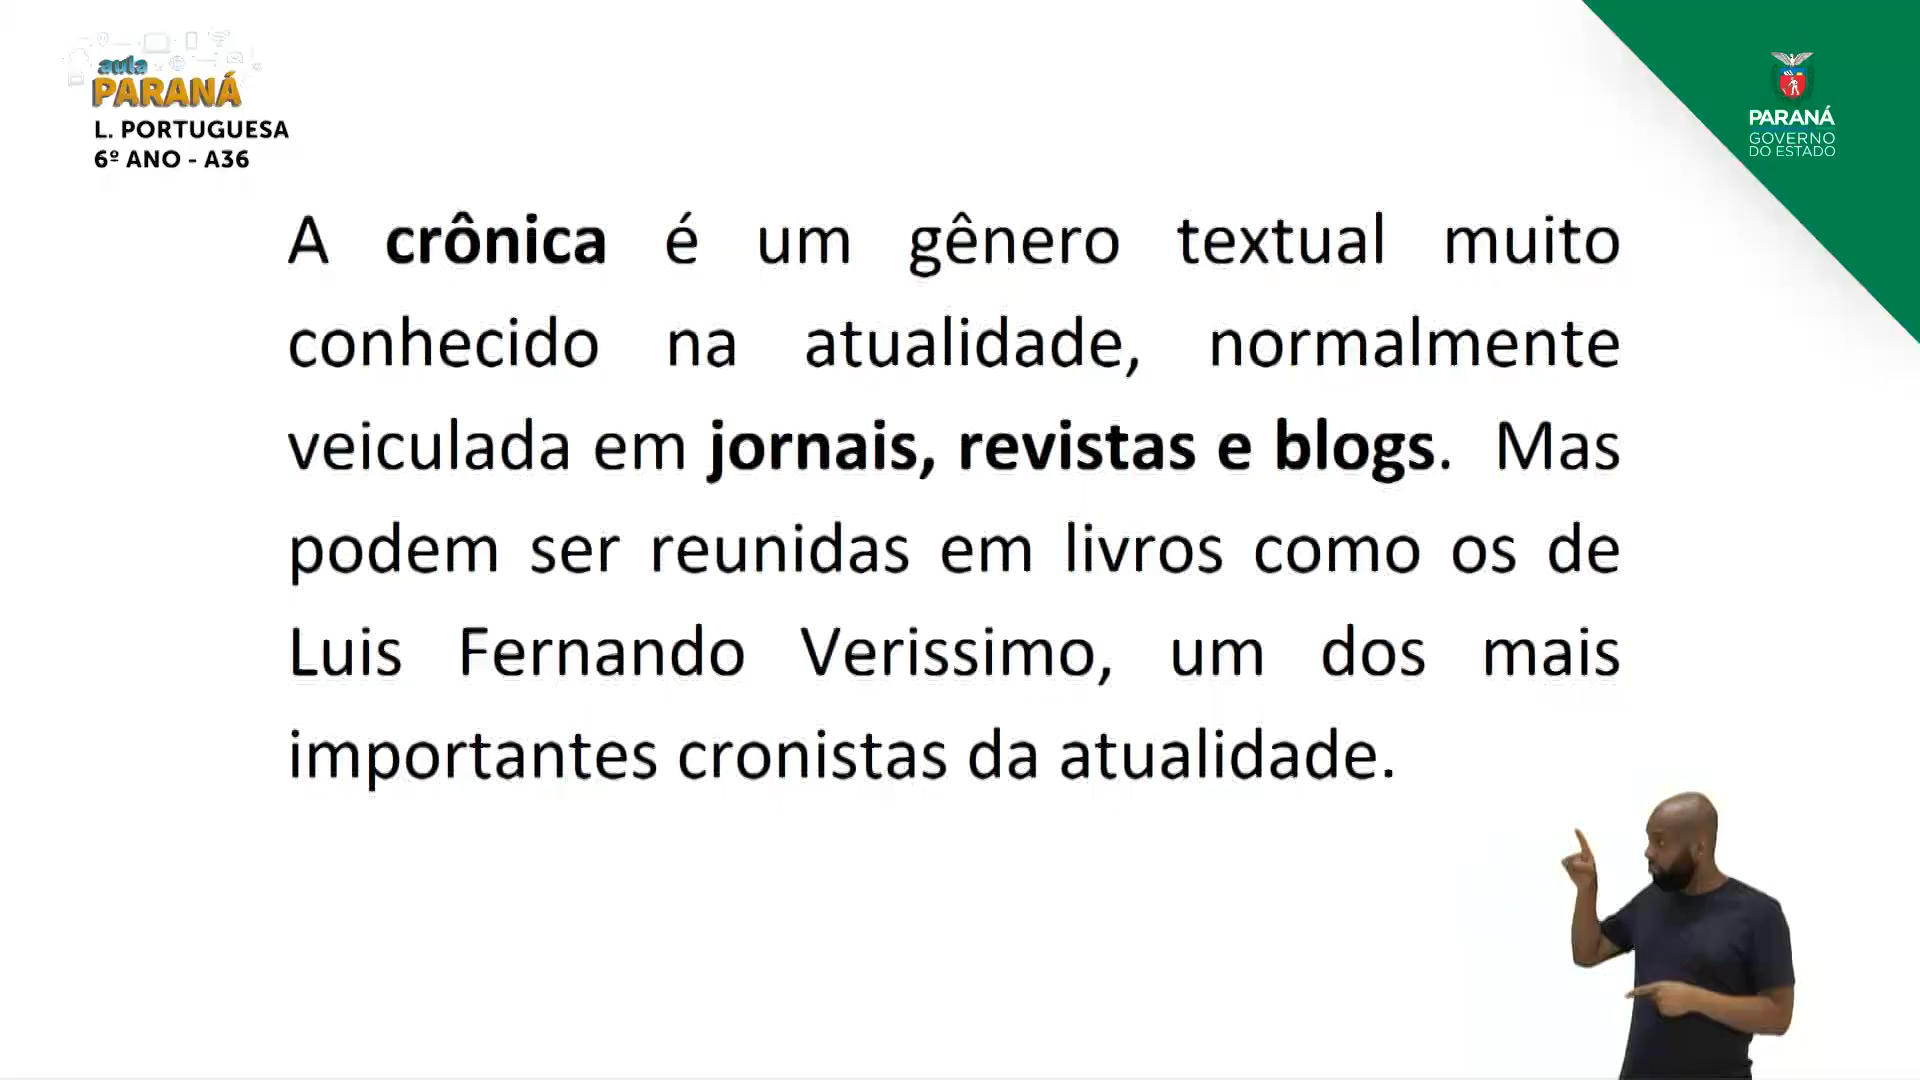 aula
PARANÁ
L. PORTUGUESA
6º ANO - A36
PARANÁ
GOVERNO
DO ESTADO
A crônica é um gênero textual muito
conhecido na atualidade, normalmente
veiculada em jornais, revistas e blogs. Mas
podem ser reunidas em livros como os de
Luis Fernando Verissimo, um dos mais
importantes cronistas da atualidade.